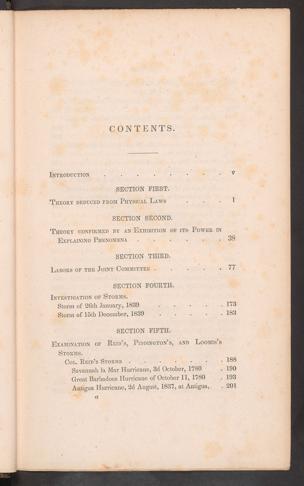 CONTENTS.
INTRODUCTION . . . . . . . v
SECTION FIRST.
THEORY DEDUCED FROM PHYSICAL LAWS . . . . 1
SECTION SECOND.
THEORY CONFIRMED BY AN EXHIBITION OF ITS POWER IN
EXPLAINING PHENOMENA . . . . . . 38
SECTION THIRD.
LABORS OF THE JOINT COMMITTEE . . . . . 77
SECTION FOURTH.
INVESTIGATION OF STORMS.
Storm of 26th January, 1839 . . . . . 173
Storm of 15th December, 1839 . . . . . 183
SECTION FIFTH.
EXAMINATION OF REID'S, PIDDINGTON'S, AND LOOMIS'S
STORMS.
COL. REID'S STORMS . . . . . . 188
Savannah la Mar Hurricane, 3d October, 1780 . 190
Great Barbadoes Hurricane of October 11, 1780 . 193
Antigua Hurricane, 2d August, 1837, at Antigua, . 201
a